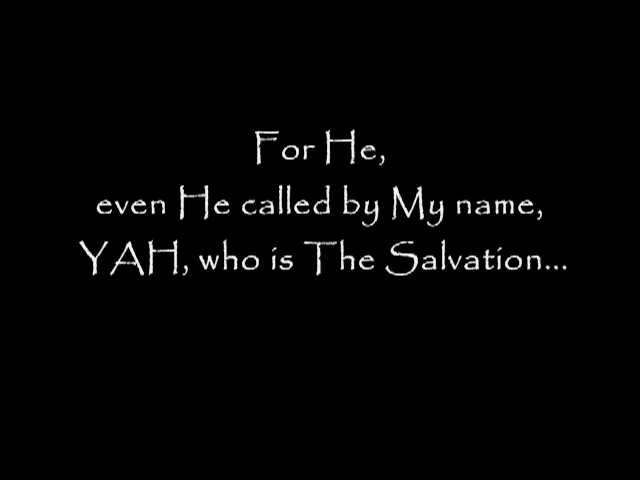 For He,
even He called by My name,
YAH, who is The Salvation...